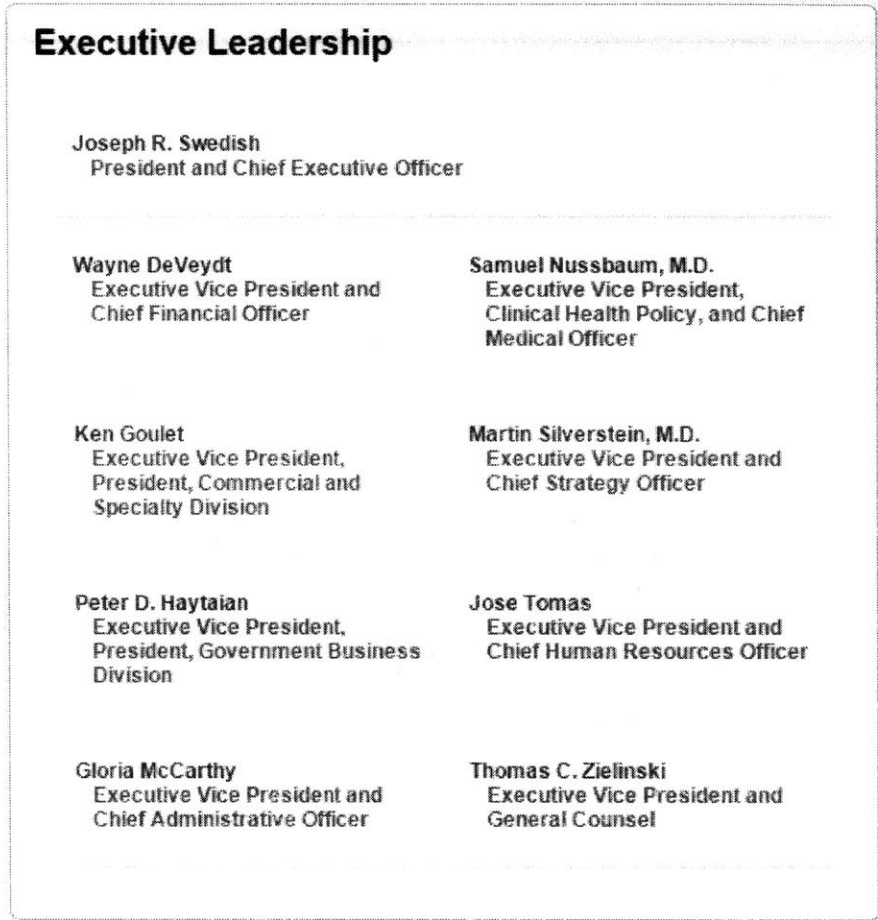 Executive Leadership
Joseph R. Swedish
President and Chief Executive Officer
Wayne DeVeydt
Executive Vice President and
Chief Financial Officer
Samuel Nussbaum, M.D.
Executive Vice President,
Clinical Health Policy, and Chief
Medical Officer
Ken Goulet
Executive Vice President,
President, Commercial and
Specialty Division
Martin Silverstein, M.D.
Executive Vice President and
Chief Strategy Officer
Peter D. Haytaian
Executive Vice President,
President, Government Business
Division
Jose Tomas
Executive Vice President and
Chief Human Resources Officer
Gloria McCarthy
Executive Vice President and
Chief Administrative Officer
Thomas C. Zielinski
Executive Vice President and
General Counsel